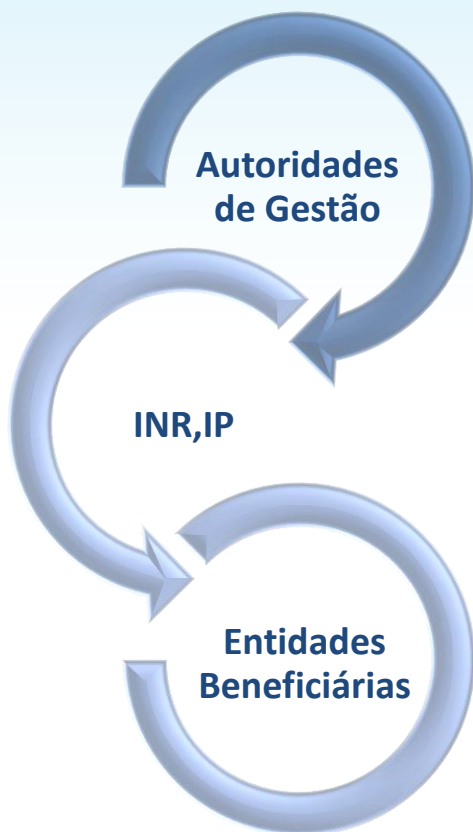 Autoridades
de Gestão
INR,IP
Entidades
Beneficiárias